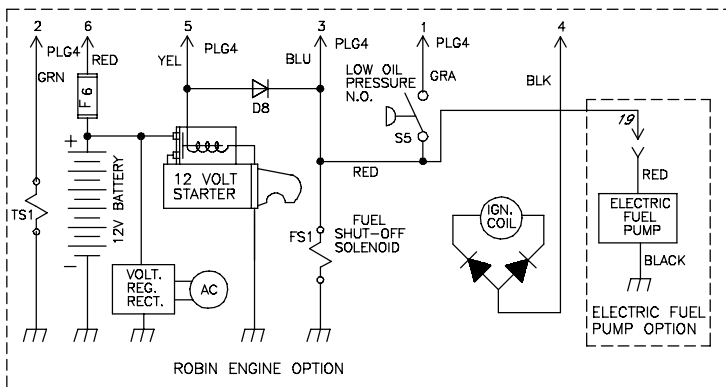 2
6
5
3
1
4
PLG4
PLG4
PLG4
PLG4
RED
GRN
YEL
BLU
GRA
BLK
LOW OIL
PRESSURE
N.O.
F6
D8
S5
19
+
12V BATTERY
−
TS1
12 VOLT
STARTER
RED
FUEL
SHUT-OFF
SOLENOID
FS1
IGN.
COIL
RED
ELECTRIC
FUEL
PUMP
BLACK
VOLT.
REG.
RECT.
AC
ELECTRIC FUEL
PUMP OPTION
ROBIN ENGINE OPTION